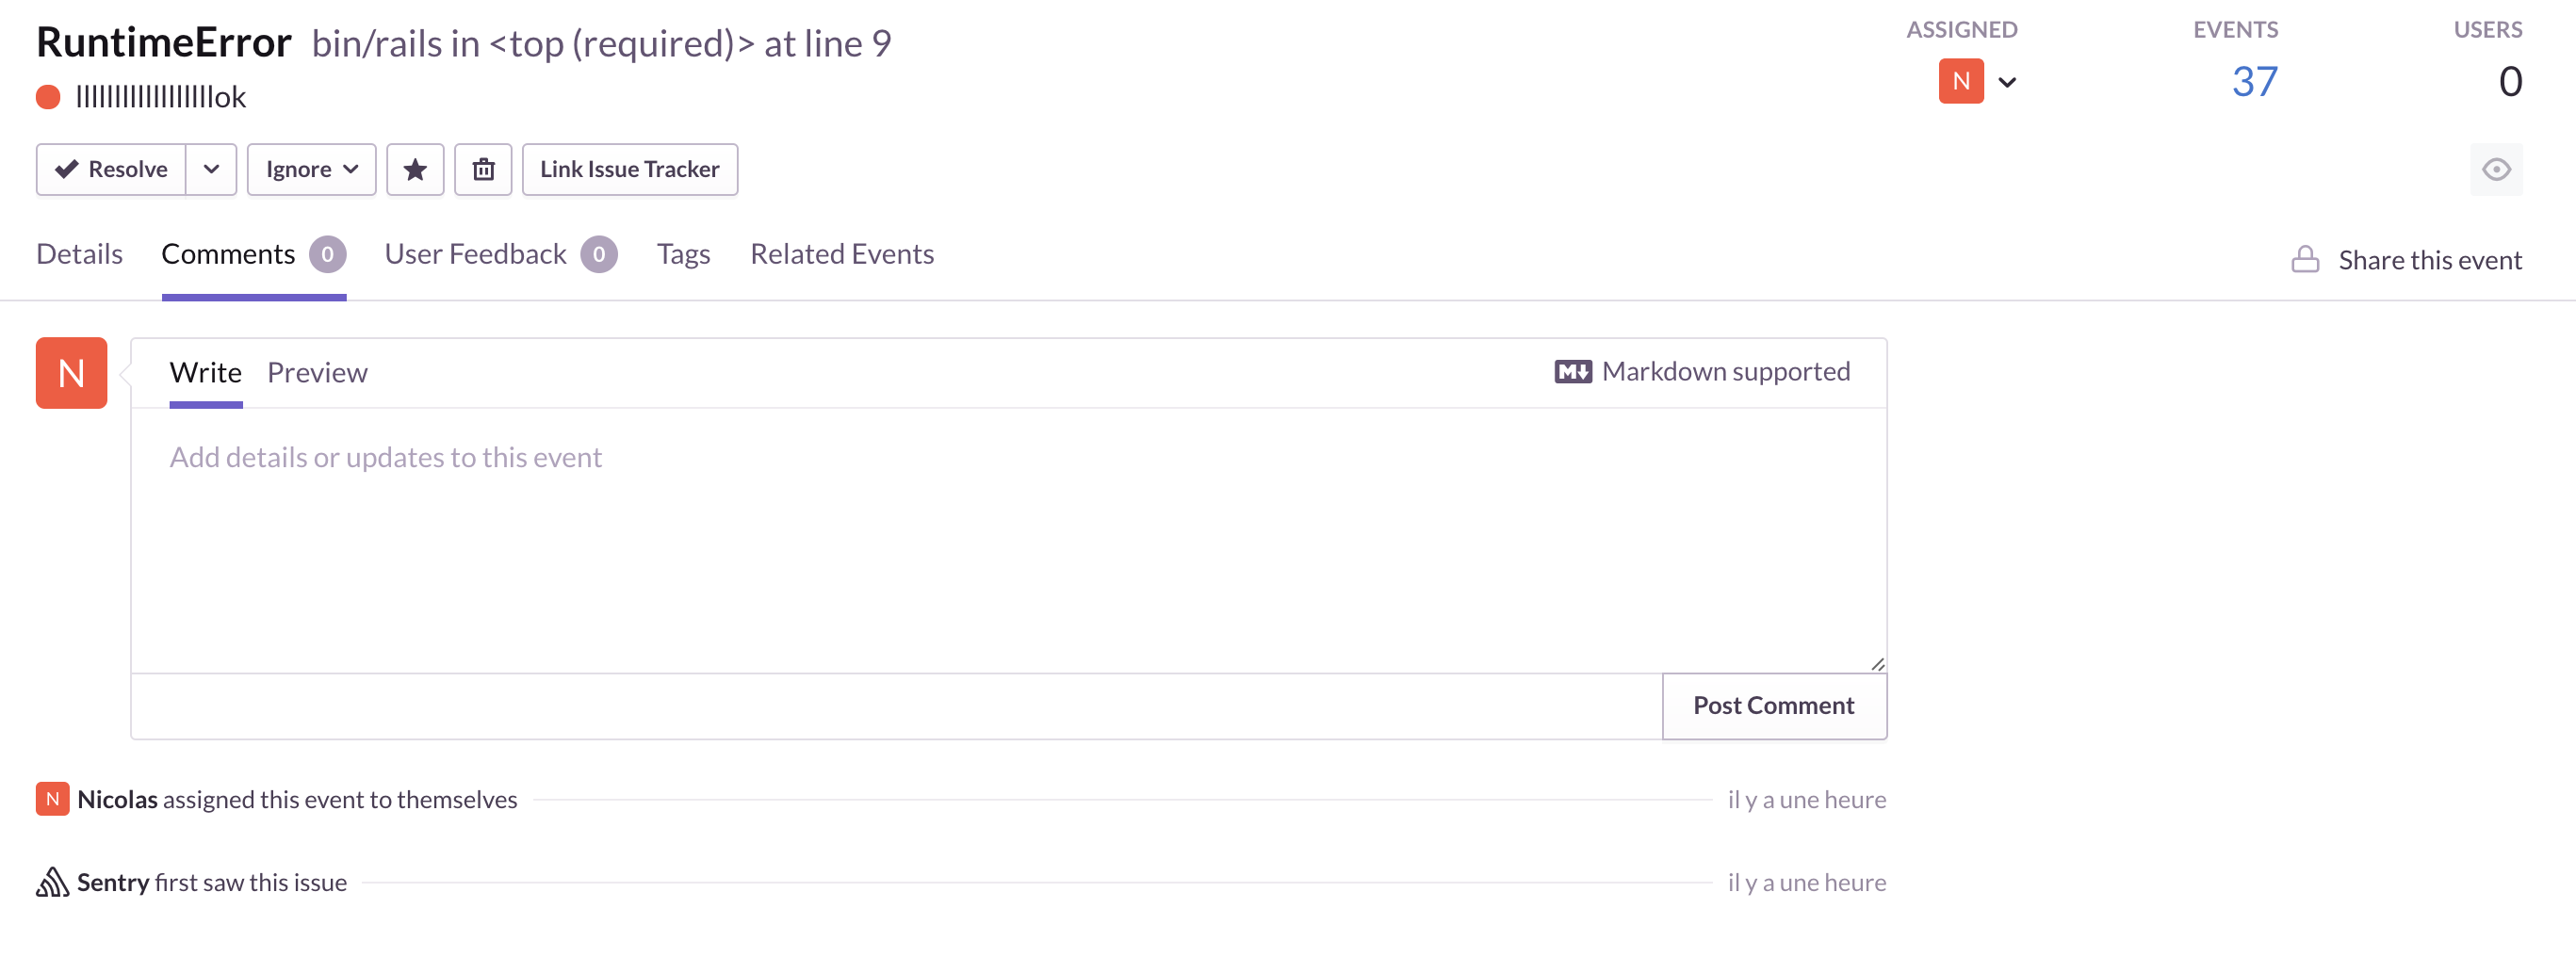 RuntimeError bin/rails in <top (required)> at line 9
ASSIGNED EVENTS USERS
llllllllllllllllllok
N 37 0
Resolve Ignore Link Issue Tracker
Details Comments 0 User Feedback 0 Tags Related Events Share this event
N Write Preview M Markdown supported
Add details or updates to this event
Post Comment
N Nicolas assigned this event to themselves il y a une heure
Sentry first saw this issue il y a une heure